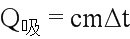 Q吸 = cmΔt